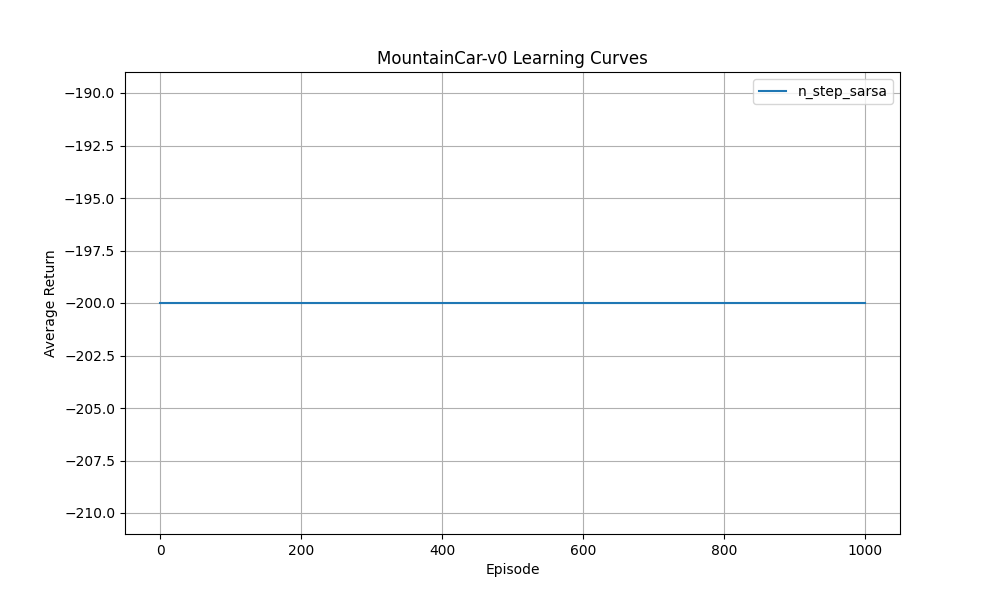 MountainCar-v0 Learning Curves
n_step_sarsa
−190.0
−192.5
−195.0
−197.5
−200.0
−202.5
−205.0
−207.5
−210.0
Average Return
0 200 400 600 800 1000
Episode